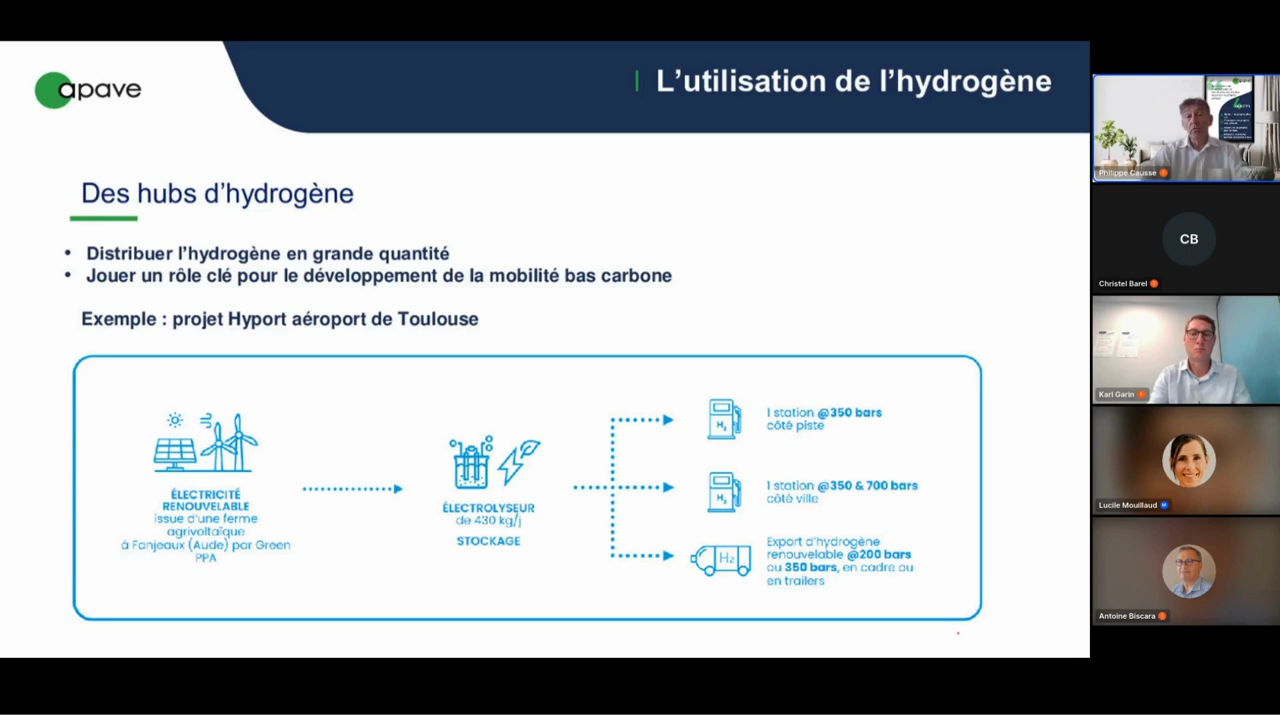 apave
L'utilisation de l'hydrogène
Des hubs d'hydrogène
• Distribuer l'hydrogène en grande quantité
• Jouer un rôle clé pour le développement de la mobilité bas carbone
Exemple : projet Hyport aéroport de Toulouse
ÉLECTRICITÉ
RENOUVELABLE
issue d'une ferme
agrivoltaïque
à Fanjeaux (Aude) par Green
PPA
ÉLECTROLYSEUR
de 430 kg/j
STOCKAGE
H₂
1 station @350 bars
côté piste
H₂
1 station @350 & 700 bars
côté ville
H₂
Export d'hydrogène
renouvelable @200 bars
ou 350 bars, en cadre ou
en trailers
Philippe Causse
CB
Christel Barel
Karl Garin
Lucile Mouillaud
M
Antoine Biscara